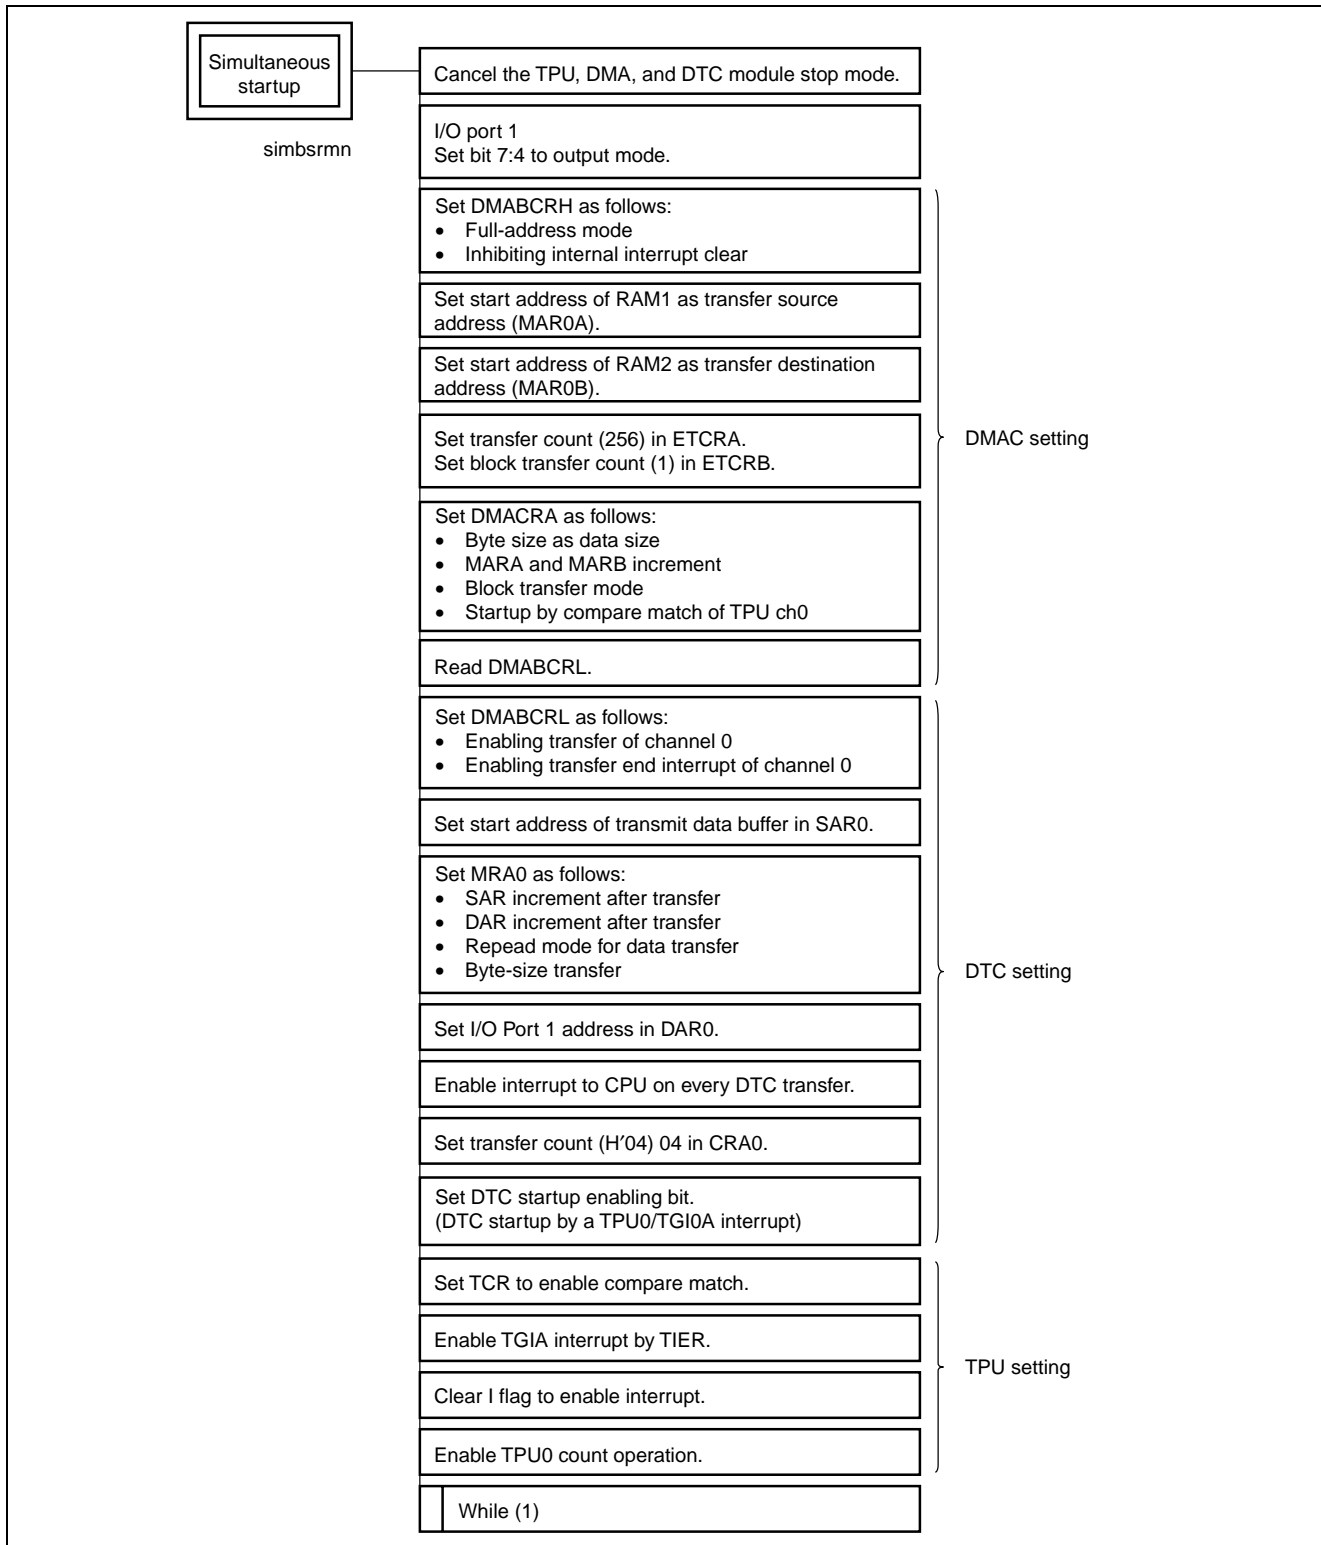 Simultaneous
startup
simbsrmn
Cancel the TPU, DMA, and DTC module stop mode.
I/O port 1
Set bit 7:4 to output mode.
Set DMABCRH as follows:
• Full-address mode
• Inhibiting internal interrupt clear
Set start address of RAM1 as transfer source
address (MAR0A).
Set start address of RAM2 as transfer destination
address (MAR0B).
Set transfer count (256) in ETCRA.
Set block transfer count (1) in ETCRB.
Set DMACRA as follows:
• Byte size as data size
• MARA and MARB increment
• Block transfer mode
• Startup by compare match of TPU ch0
Read DMABCRL.
DMAC setting
Set DMABCRL as follows:
• Enabling transfer of channel 0
• Enabling transfer end interrupt of channel 0
Set start address of transmit data buffer in SAR0.
Set MRA0 as follows:
• SAR increment after transfer
• DAR increment after transfer
• Repead mode for data transfer
• Byte-size transfer
Set I/O Port 1 address in DAR0.
Enable interrupt to CPU on every DTC transfer.
Set transfer count (H′04) 04 in CRA0.
Set DTC startup enabling bit.
(DTC startup by a TPU0/TGI0A interrupt)
DTC setting
Set TCR to enable compare match.
Enable TGIA interrupt by TIER.
Clear I flag to enable interrupt.
Enable TPU0 count operation.
TPU setting
While (1)